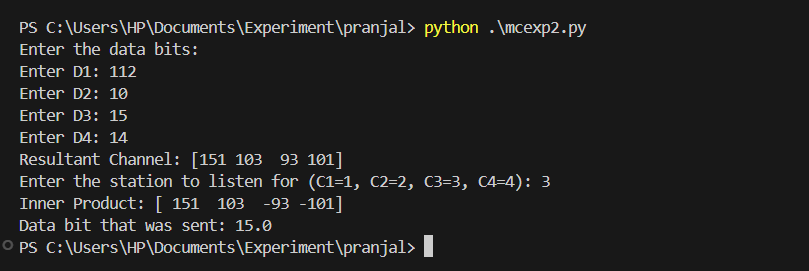 PS C:\Users\HP\Documents\Experiment\pranjal> python .\mcexp2.py
Enter the data bits:
Enter D1: 112
Enter D2: 10
Enter D3: 15
Enter D4: 14
Resultant Channel: [151 103  93 101]
Enter the station to listen for (C1=1, C2=2, C3=3, C4=4): 3
Inner Product: [ 151  103  -93 -101]
Data bit that was sent: 15.0
PS C:\Users\HP\Documents\Experiment\pranjal>